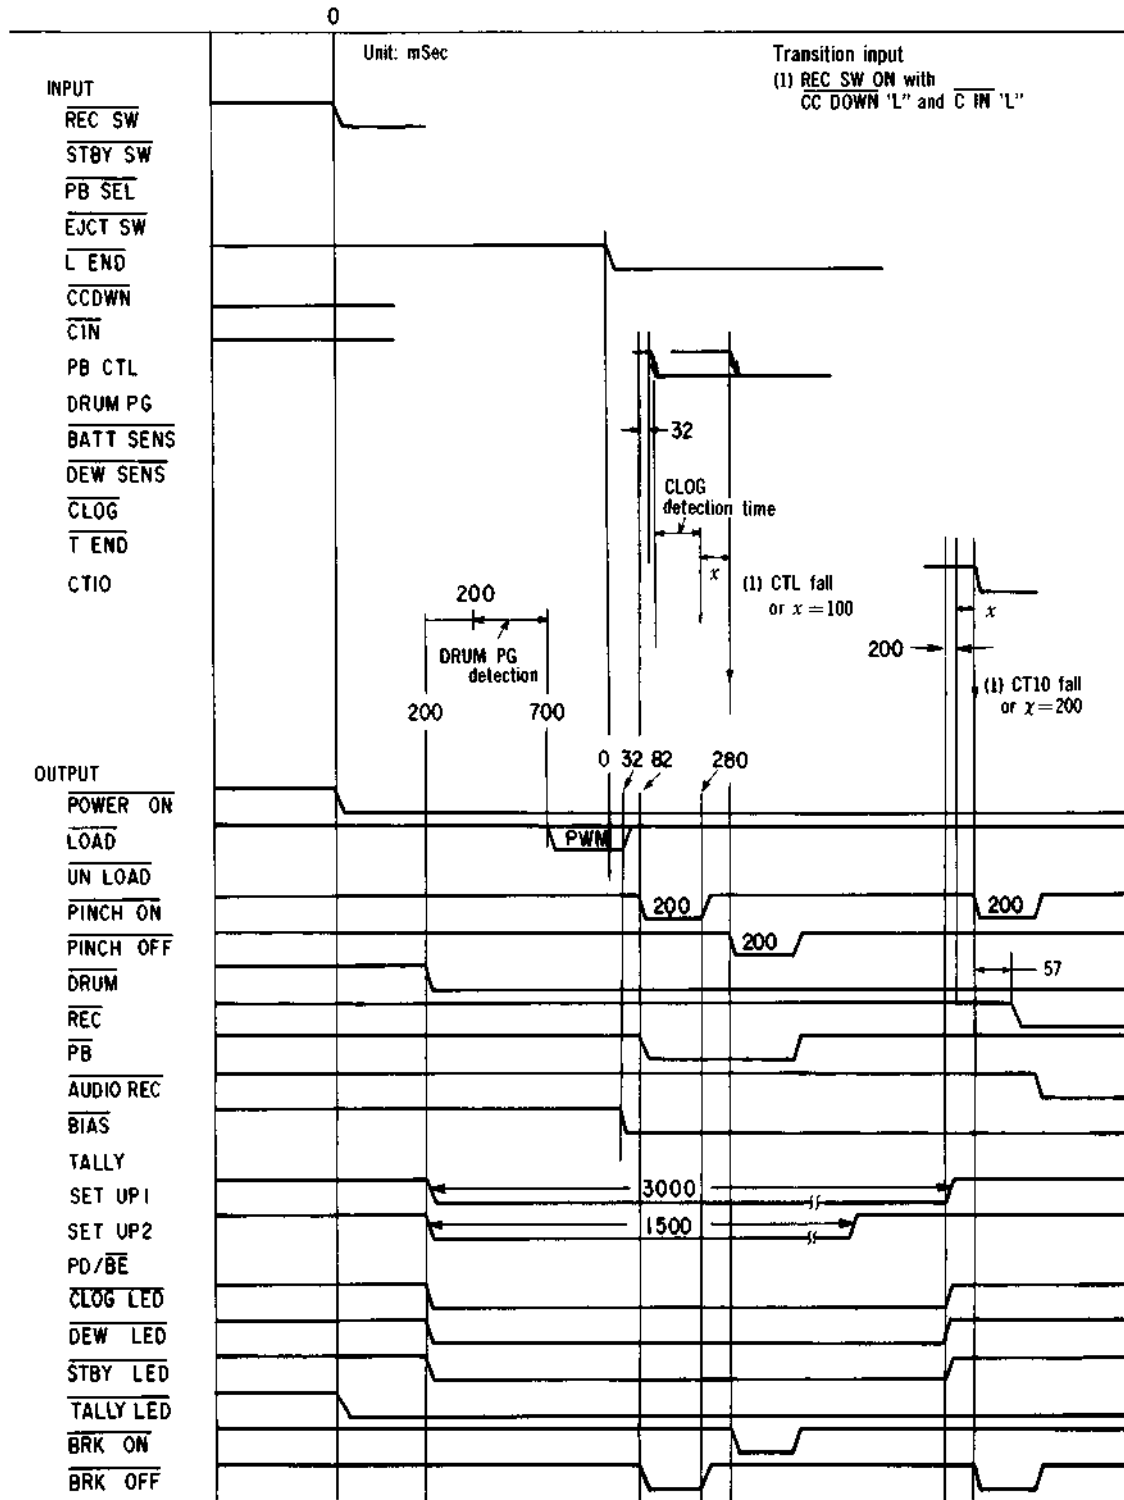 0
Unit: mSec
Transition input
(1) REC SW ON with
CC DOWN "L" and C IN "L"
INPUT
REC SW
STBY SW
PB SEL
EJCT SW
L END
CCDWN
CIN
PB CTL
DRUM PG
BATT SENS
32
DEW SENS
CLOG
detection time
CLOG
T END
x
(1) CTL fall
or x=100
CTIO
x
200
DRUM PG
detection
200
(1) CT10 fall
or x=200
200
700
0 32 82
280
OUTPUT
POWER ON
LOAD
PWM
UN LOAD
PINCH ON
200
200
PINCH OFF
200
DRUM
57
REC
PB
AUDIO REC
BIAS
TALLY
SET UP1
3000
SET UP2
1500
PD/BE
CLOG LED
DEW LED
STBY LED
TALLY LED
BRK ON
BRK OFF